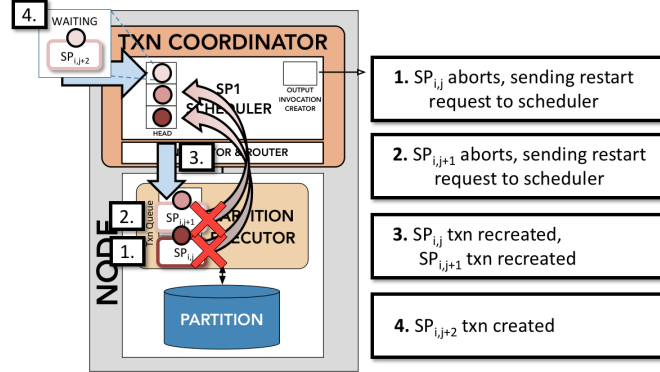 4.
WAITING
SPi,j+2
TXN COORDINATOR
SP1
SCHEDULER
HEAD
OUTPUT
INVOCATION
CREATOR
3.
OR & ROUTER
NODE
Txn Queue
2.
SPi,j+1
PARTITION
EXECUTOR
1.
SPi,j
PARTITION
1. SPi,j aborts, sending restart
request to scheduler
2. SPi,j+1 aborts, sending restart
request to scheduler
3. SPi,j txn recreated,
SPi,j+1 txn recreated
4. SPi,j+2 txn created